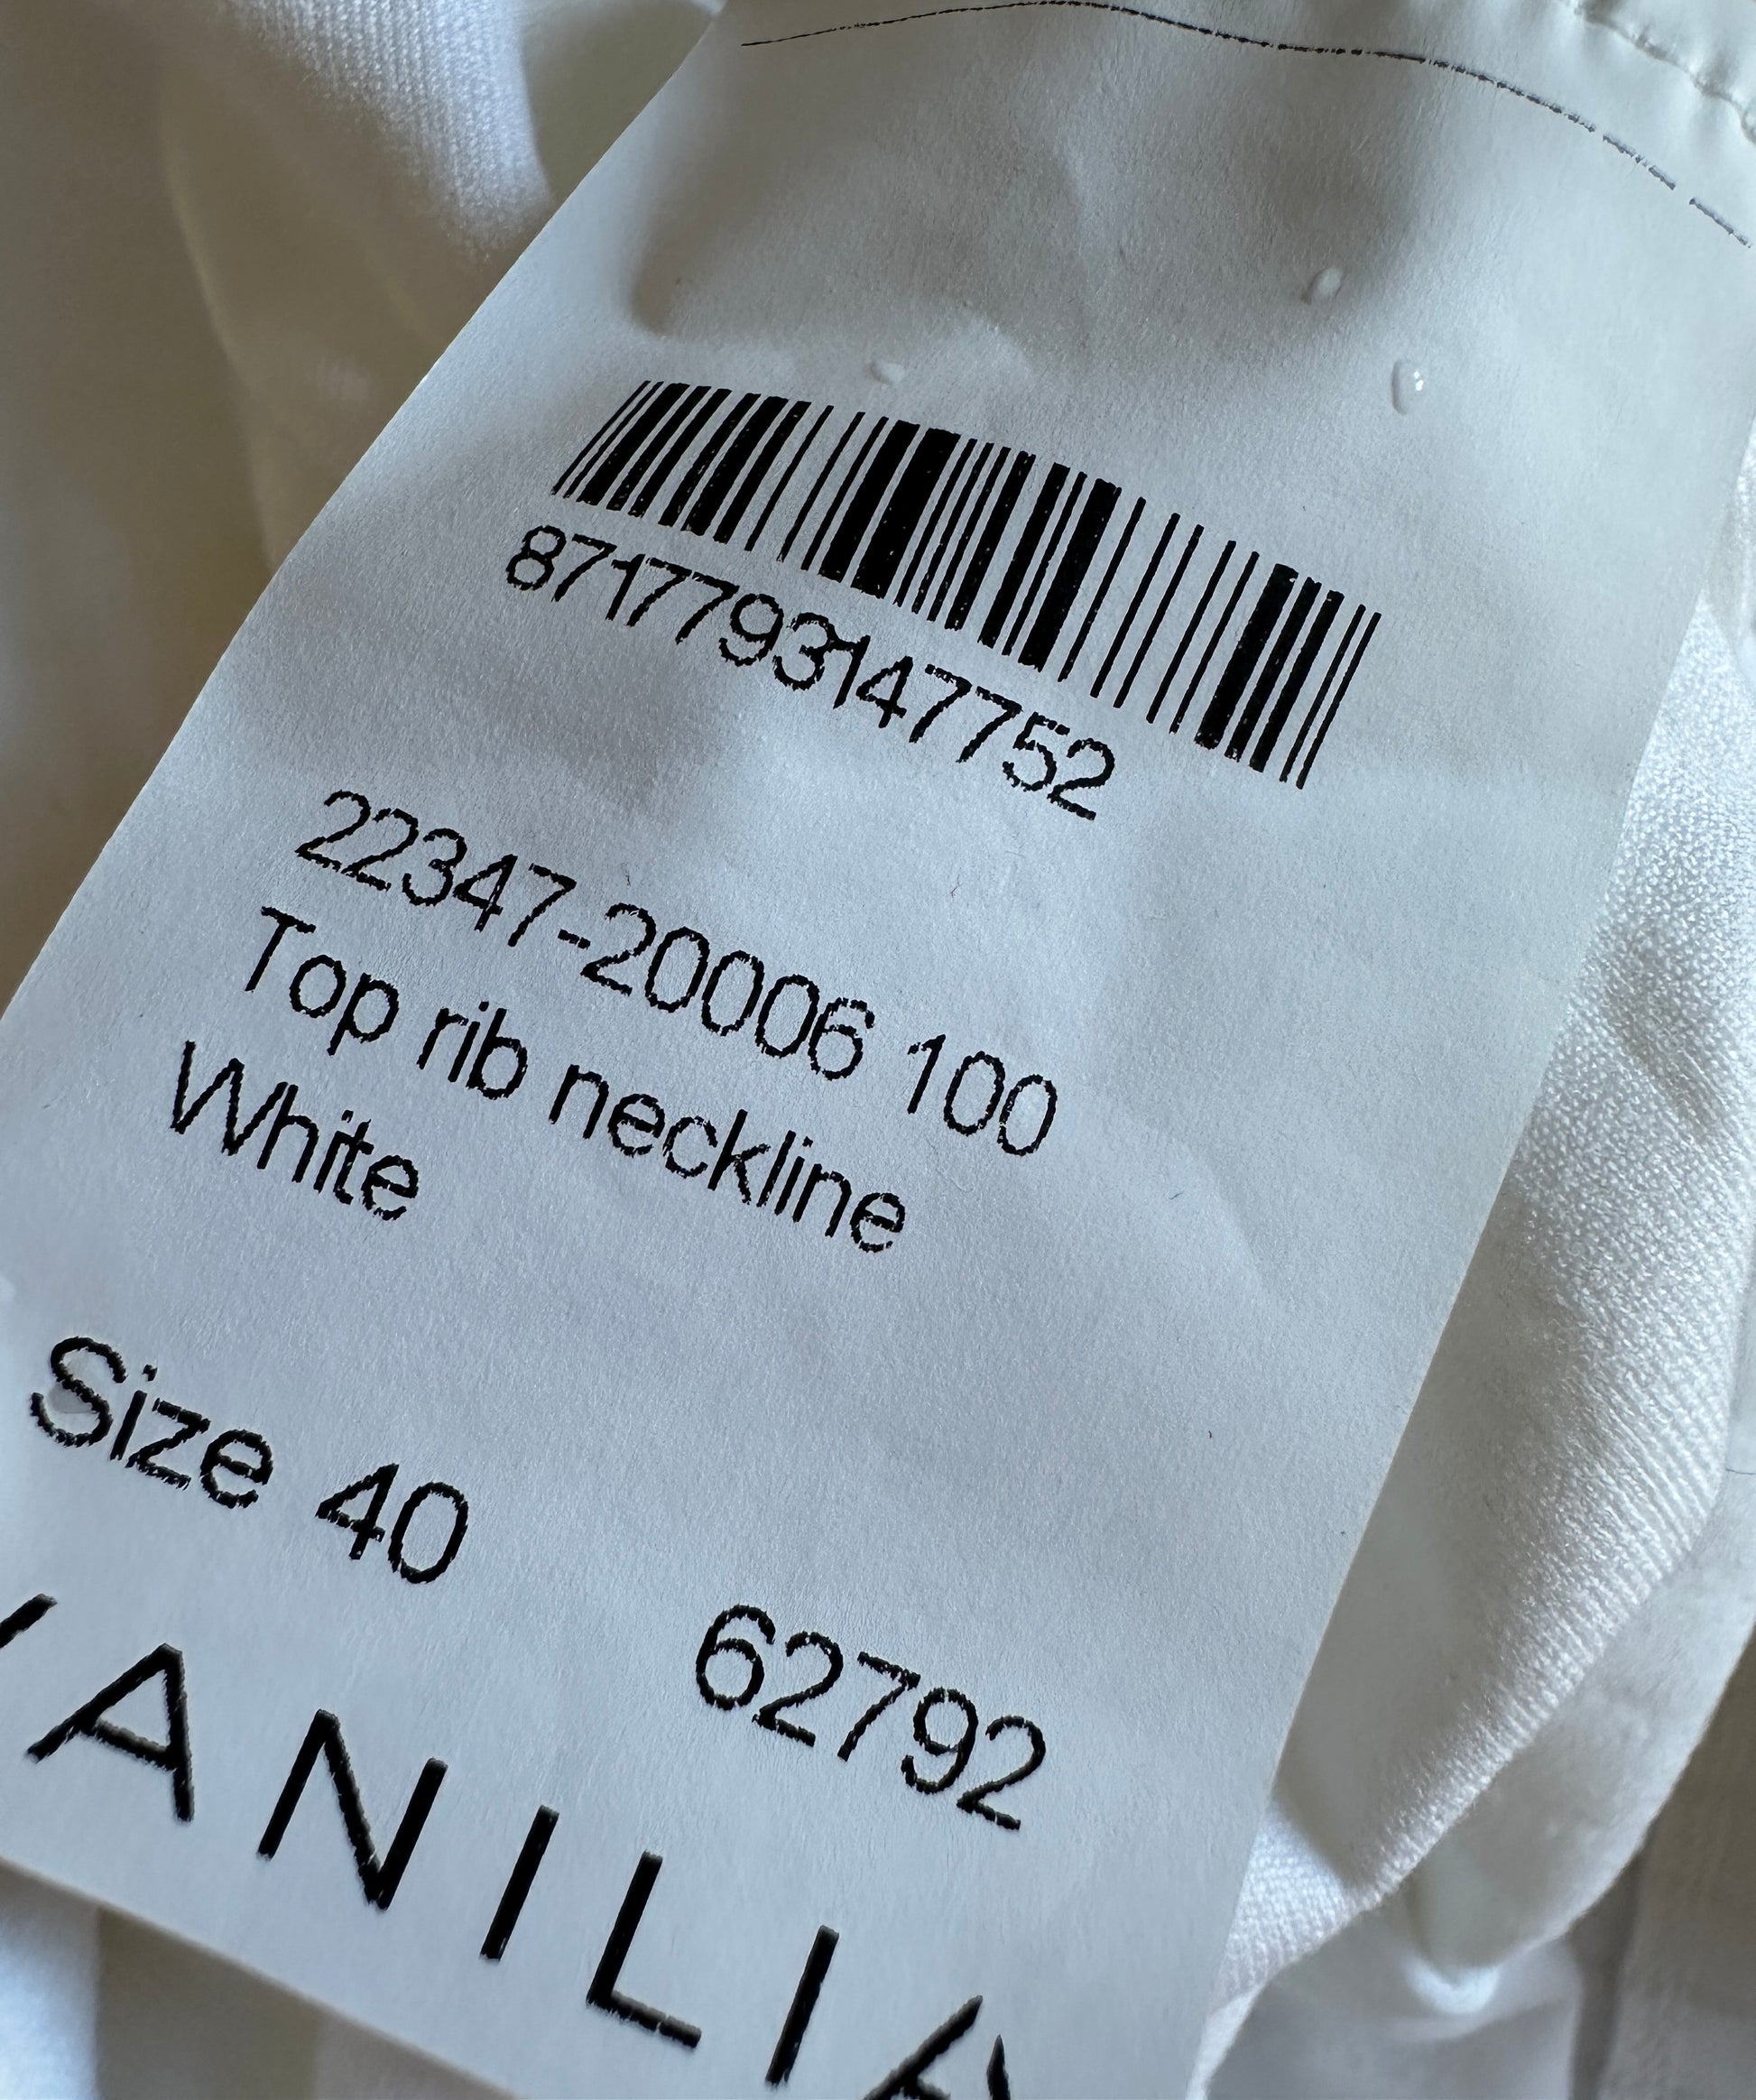 8717793147752
22347-20006 100
Top rib neckline
White
Size 40
62792
VANILIA